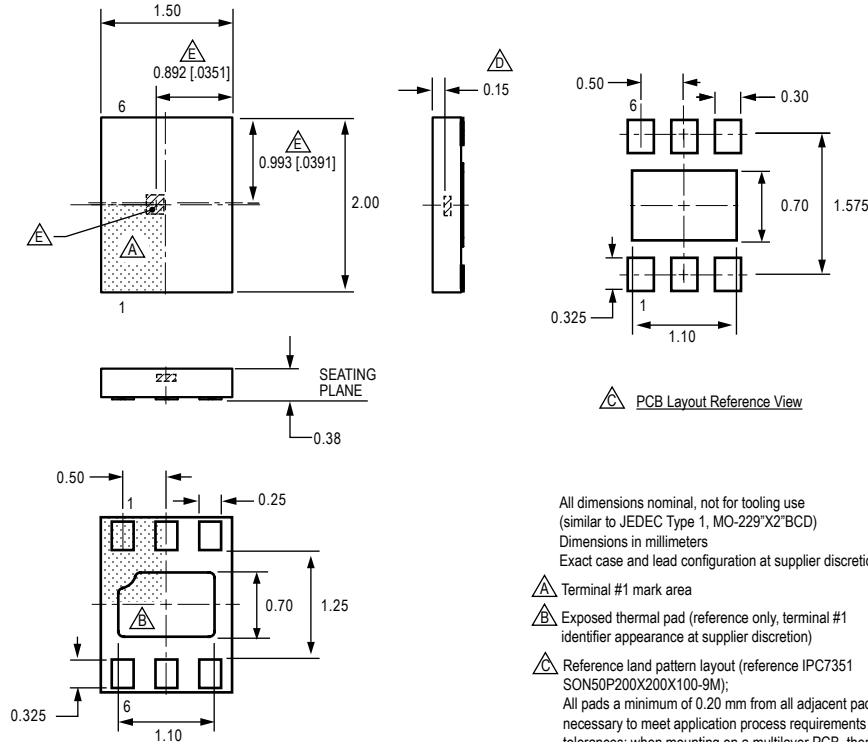 1.50
E
0.892 [.0351]
D
0.15
6
E
0.993 [.0391]
2.00
E
A
1
0.50
6
0.30
0.70
1.575
0.325
1
1.10
SEATING
PLANE
0.38
C PCB Layout Reference View
0.50
1
0.25
B
0.70
1.25
0.325
6
1.10
All dimensions nominal, not for tooling use
(similar to JEDEC Type 1, MO-229"X2"BCD)
Dimensions in millimeters
Exact case and lead configuration at supplier
A Terminal #1 mark area
B Exposed thermal pad (reference only, terminal #1
identifier appearance at supplier discretion)
C Reference land pattern layout (reference IPC7351
SON50P200X200X100-9M);
All pads a minimum of 0.20 mm from all adjacent
necessary to meet application process requirements